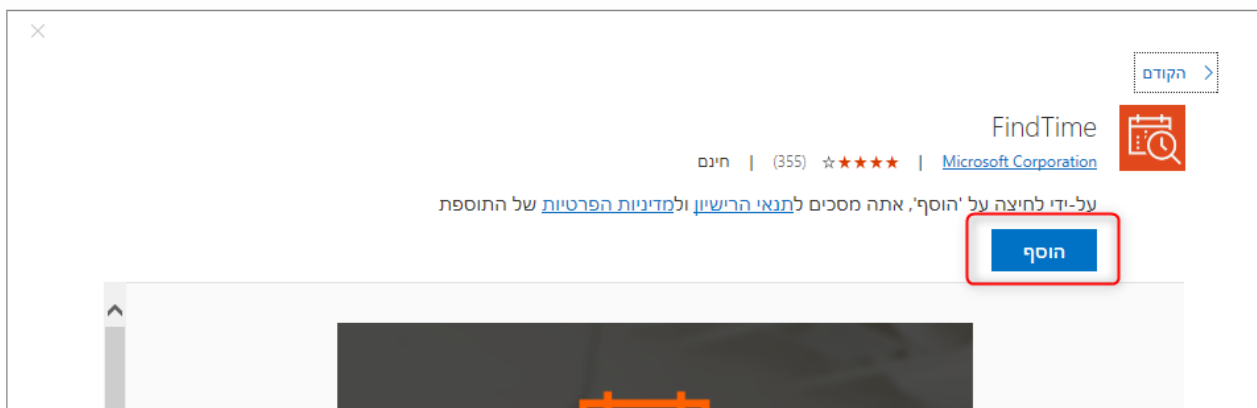 הקודם
FindTime
Microsoft Corporation | ★★★★☆ (355) | חינם
על-ידי לחיצה על 'הוסף', אתה מסכים לתנאי הרישיון ולמדיניות הפרטיות של התוספת
הוסף